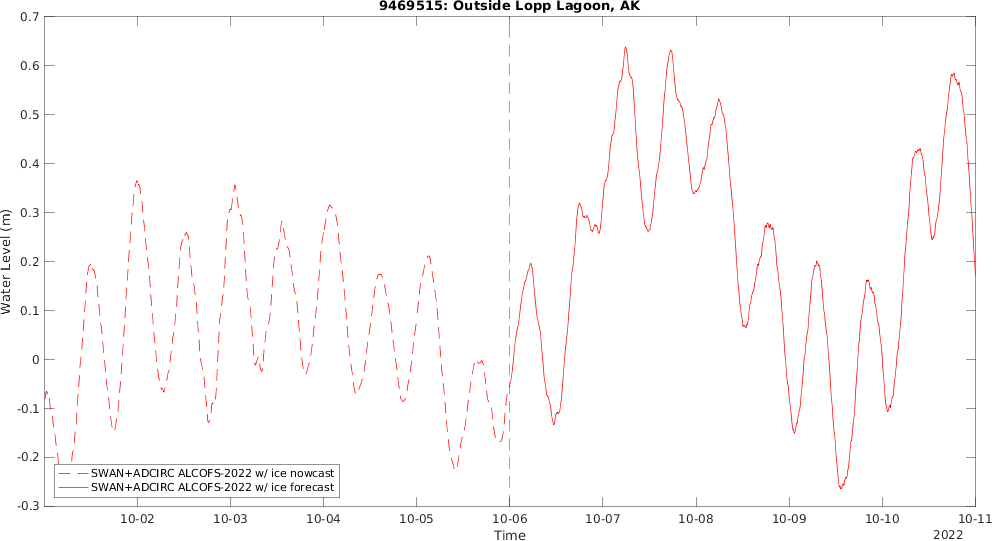 9469515: Outside Lopp Lagoon, AK
Water Level (m)
0.7
0.6
0.5
0.4
0.3
0.2
0.1
0
-0.1
-0.2
-0.3
SWAN+ADCIRC ALCOFS-2022 w/ ice nowcast
SWAN+ADCIRC ALCOFS-2022 w/ ice forecast
10-02 10-03 10-04 10-05 10-06 10-07 10-08 10-09 10-10 10-11
Time
2022